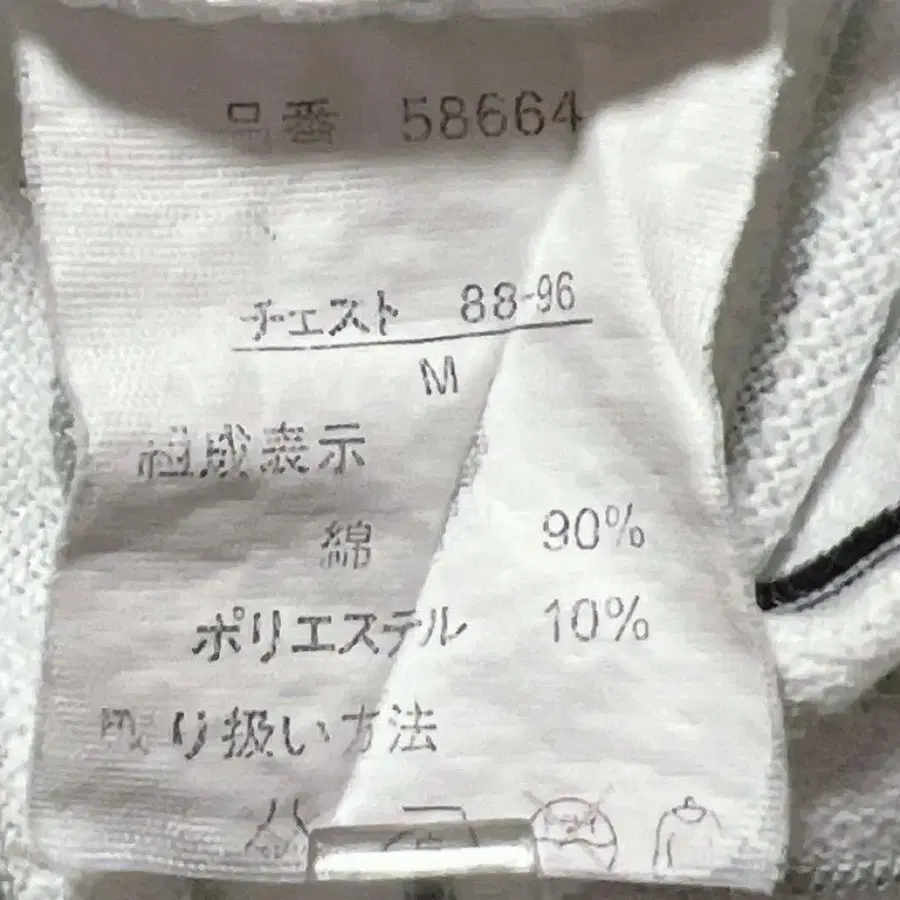 品番 58664
チェスト 88-96
M
組成表示
綿 90%
ポリエステル 10%
取り扱い方法